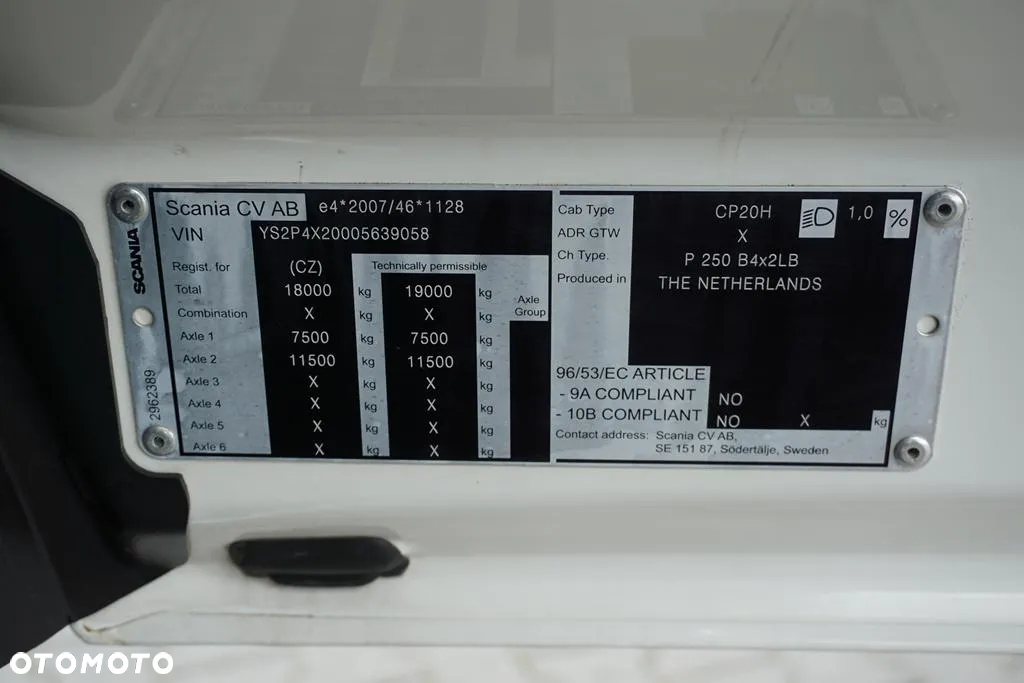 Scania CV AB e4*2007/46*1128
VIN YS2P4X20005639058
Regist. for (CZ) Technically permissible
Total 18000 kg 19000 kg
Axle
Group
Combination X kg X kg
Axle 1 7500 kg 7500 kg
Axle 2 11500 kg 11500 kg
Axle 3 X kg X kg
Axle 4 X kg X kg
Axle 5 X kg X kg
Axle 6 X kg X kg
SCANIA
2962389
Cab Type CP20H 1,0 %
ADR GTW X
Ch Type. P 250 B4x2LB
Produced in THE NETHERLANDS
96/53/EC ARTICLE
- 9A COMPLIANT NO
- 10B COMPLIANT NO X kg
Contact address: Scania CV AB,
SE 151 87, Södertälje, Sweden
OTOMOTO